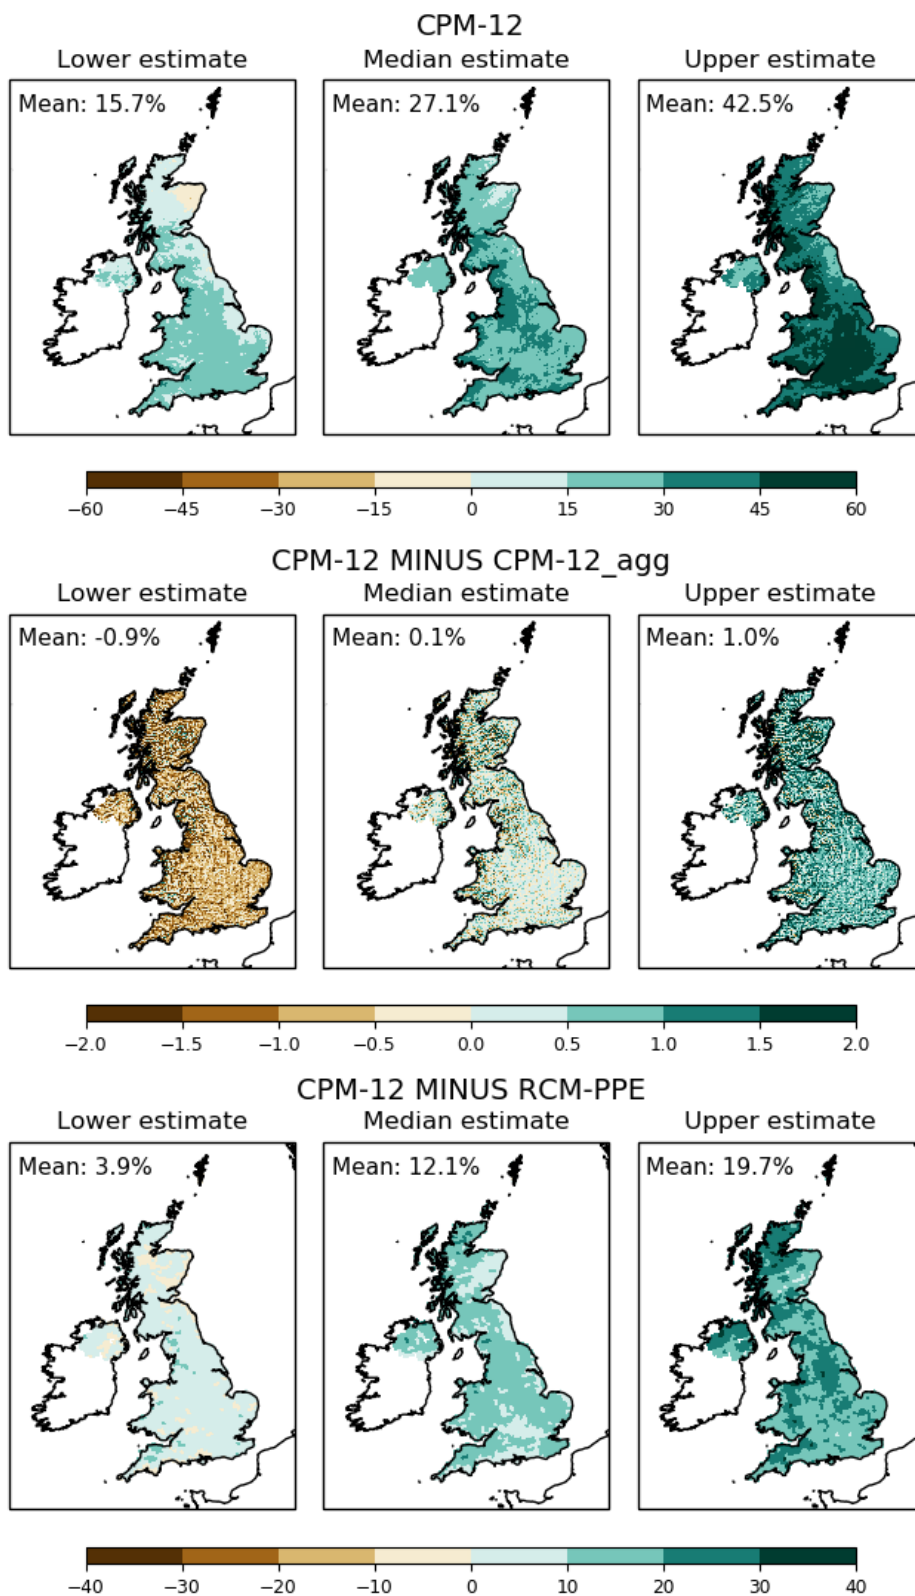 CPM-12
Lower estimate Median estimate Upper estimate
Mean: 15.7% Mean: 27.1% Mean: 42.5%
−60 −45 −30 −15 0 15 30 45 60
CPM-12 MINUS CPM-12_agg
Lower estimate Median estimate Upper estimate
Mean: -0.9% Mean: 0.1% Mean: 1.0%
−2.0 −1.5 −1.0 −0.5 0.0 0.5 1.0 1.5 2.0
CPM-12 MINUS RCM-PPE
Lower estimate Median estimate Upper estimate
Mean: 3.9% Mean: 12.1% Mean: 19.7%
−40 −30 −20 −10 0 10 20 30 40